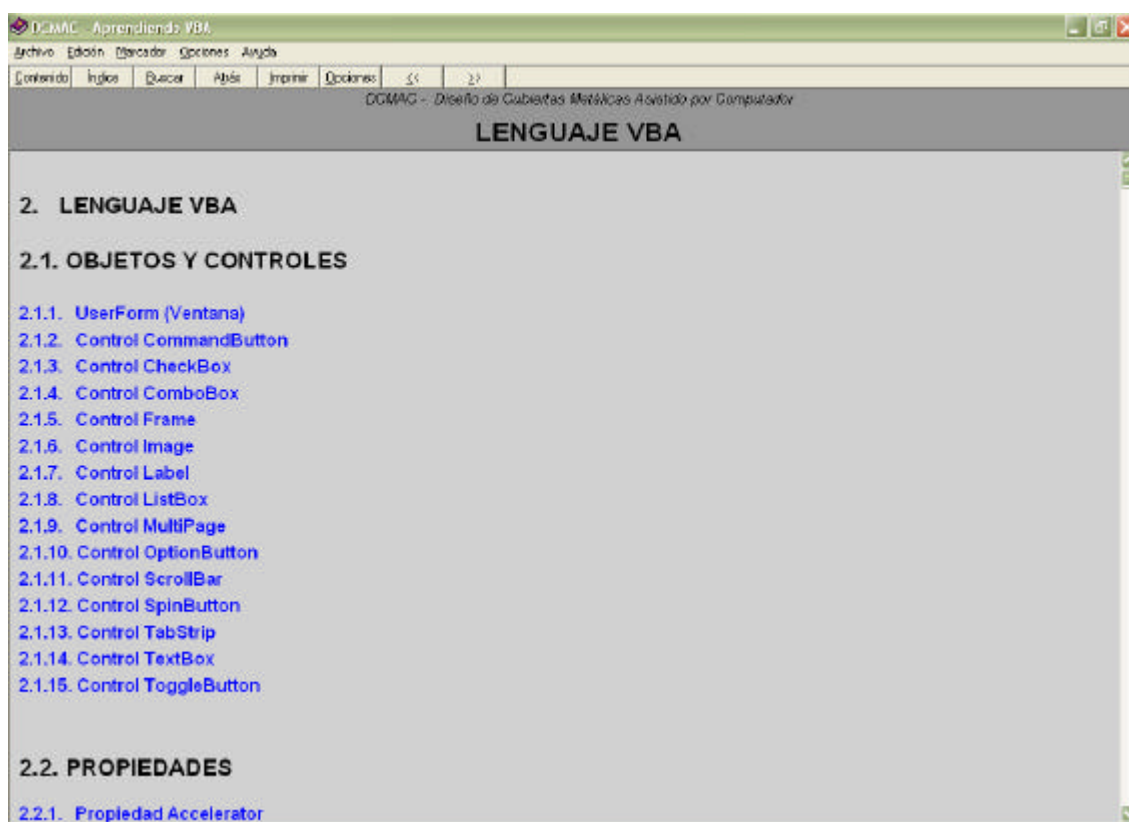 DCMAC - Aprendiendo VBA
Archivo Edición Marcador Opciones Ayuda
Contenido Índice Buscar Atrás Imprimir Opciones << >>
DCMAC - Diseño de Cubiertas Metálicas Asistido por Computador
LENGUAJE VBA
2. LENGUAJE VBA
2.1. OBJETOS Y CONTROLES
2.1.1. UserForm (Ventana)
2.1.2. Control CommandButton
2.1.3. Control CheckBox
2.1.4. Control ComboBox
2.1.5. Control Frame
2.1.6. Control Image
2.1.7. Control Label
2.1.8. Control ListBox
2.1.9. Control MultiPage
2.1.10. Control OptionButton
2.1.11. Control ScrollBar
2.1.12. Control SpinButton
2.1.13. Control TabStrip
2.1.14. Control TextBox
2.1.15. Control ToggleButton
2.2. PROPIEDADES
2.2.1. Propiedad Accelerator